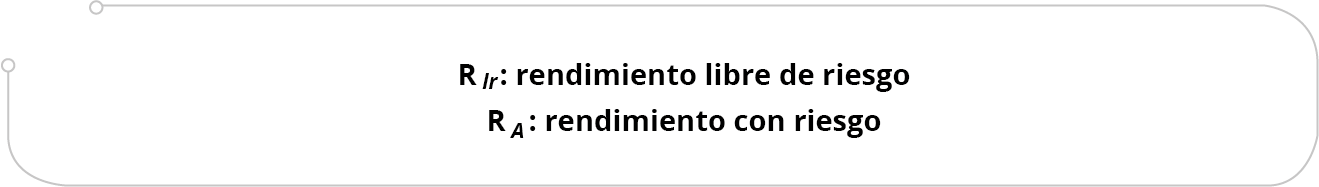 R lr: rendimiento libre de riesgo
R A: rendimiento con riesgo